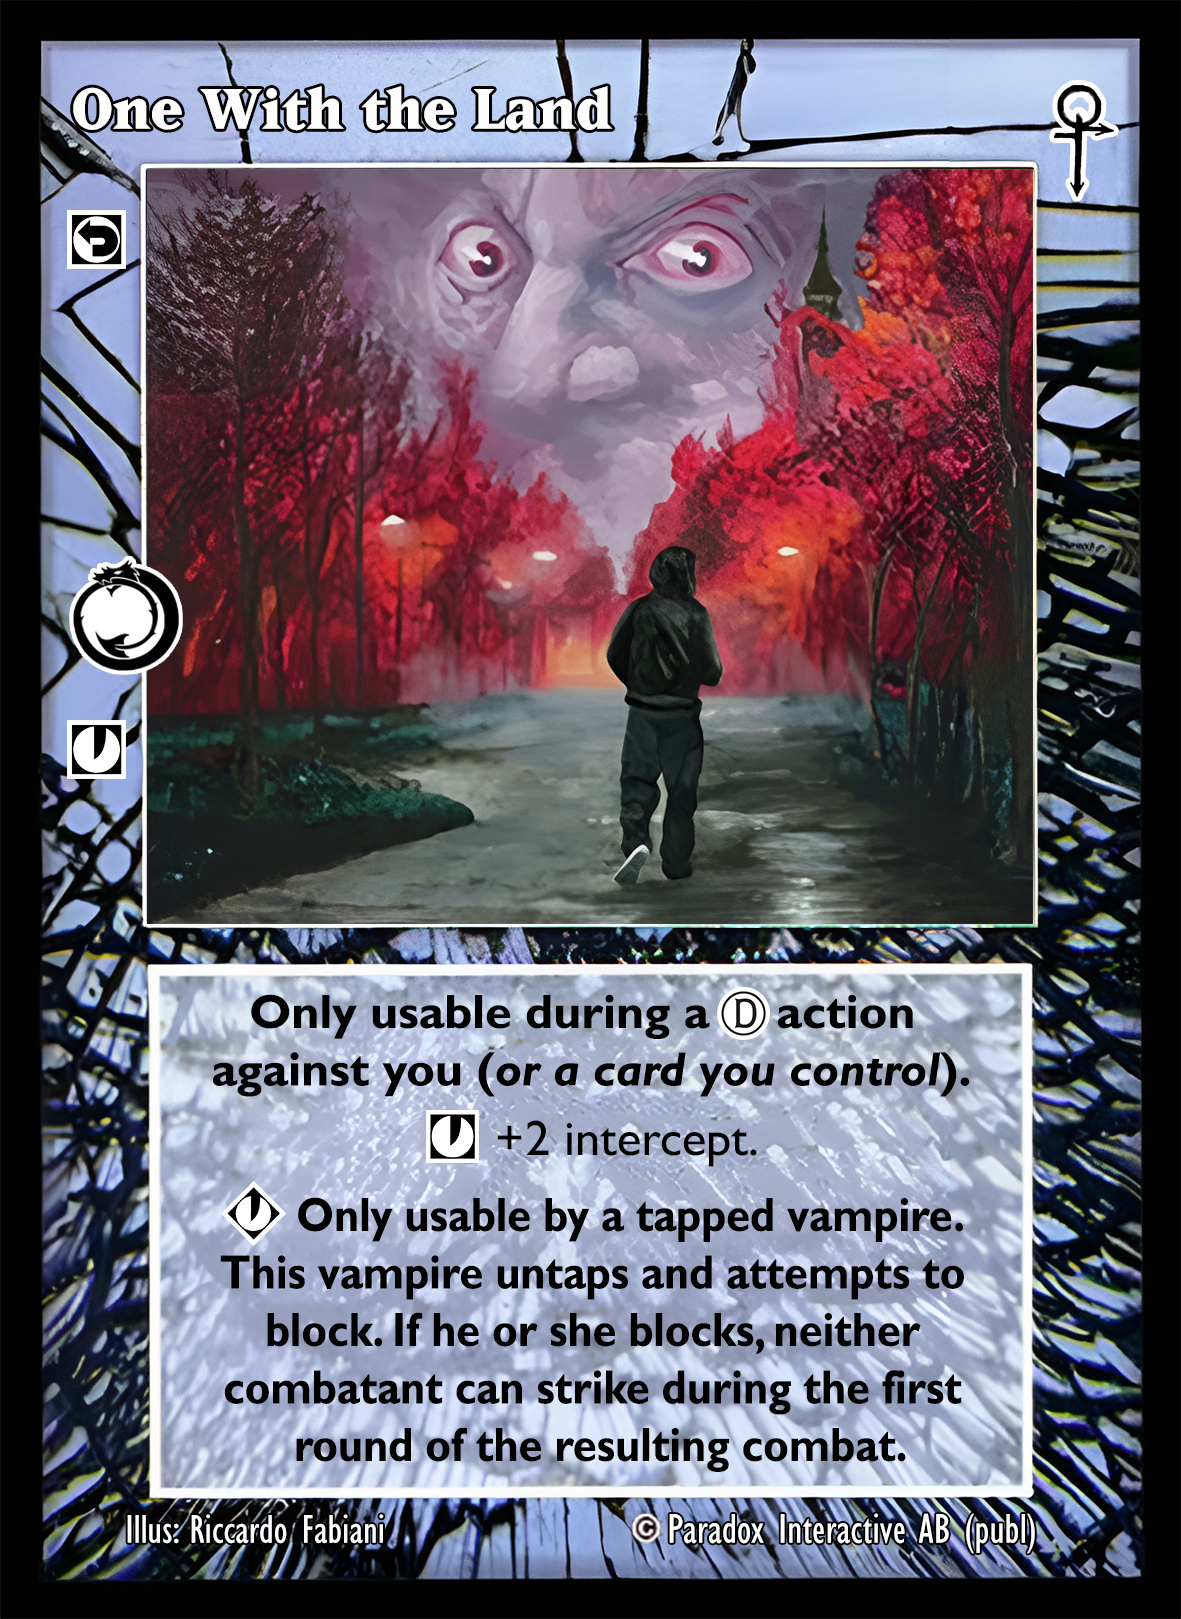 One With the Land
Only usable during a Ⓓ action
against you (or a card you control).
+2 intercept.
Only usable by a tapped vampire.
This vampire untaps and attempts to
block. If he or she blocks, neither
combatant can strike during the first
round of the resulting combat.
Illus: Riccardo Fabiani
© Paradox Interactive AB (publ)